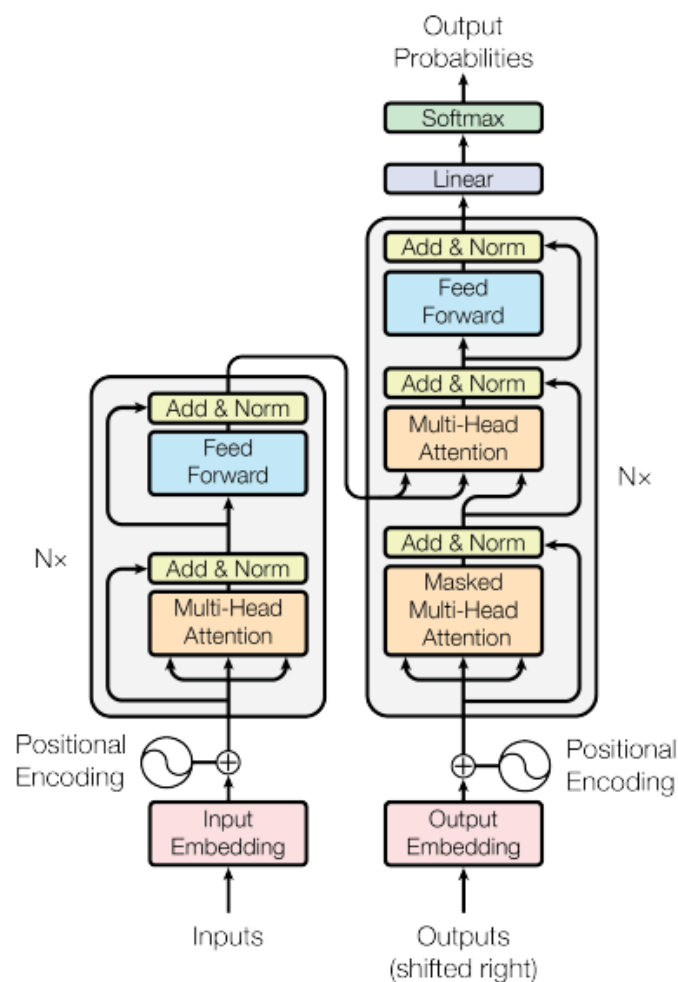 Output
Probabilities
Softmax
Linear
Add & Norm
Feed
Forward
Add & Norm
Multi-Head
Attention
Nx
Add & Norm
Masked
Multi-Head
Attention
Add & Norm
Feed
Forward
Nx
Add & Norm
Multi-Head
Attention
Positional
Encoding
Positional
Encoding
Input
Embedding
Output
Embedding
Inputs
Outputs
(shifted right)